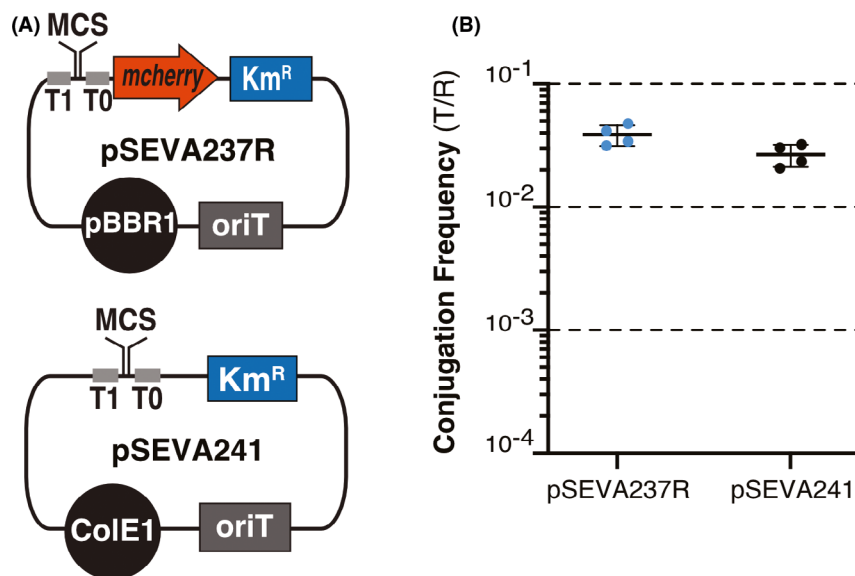 (A)
MCS
mcherry
Km^R
T1
T0
pSEVA237R
pBBR1
oriT
MCS
Km^R
T1
T0
pSEVA241
ColE1
oriT
(B)
Conjugation Frequency (T/R)
10^-1
10^-2
10^-3
10^-4
pSEVA237R
pSEVA241